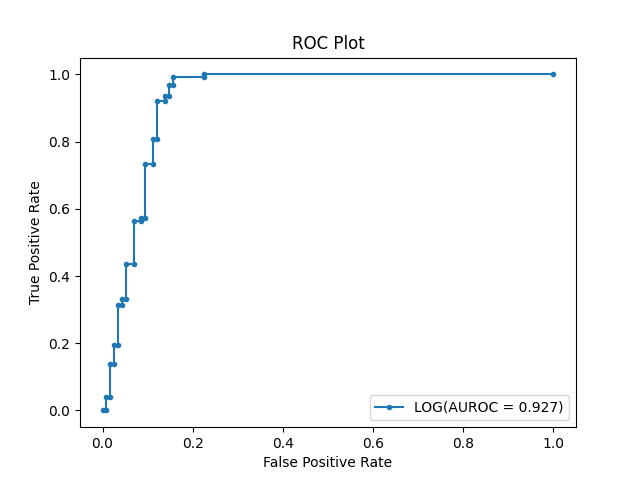 ROC Plot
1.0
0.8
0.6
0.4
0.2
0.0
True Positive Rate
LOG(AUROC = 0.927)
0.0 0.2 0.4 0.6 0.8 1.0
False Positive Rate